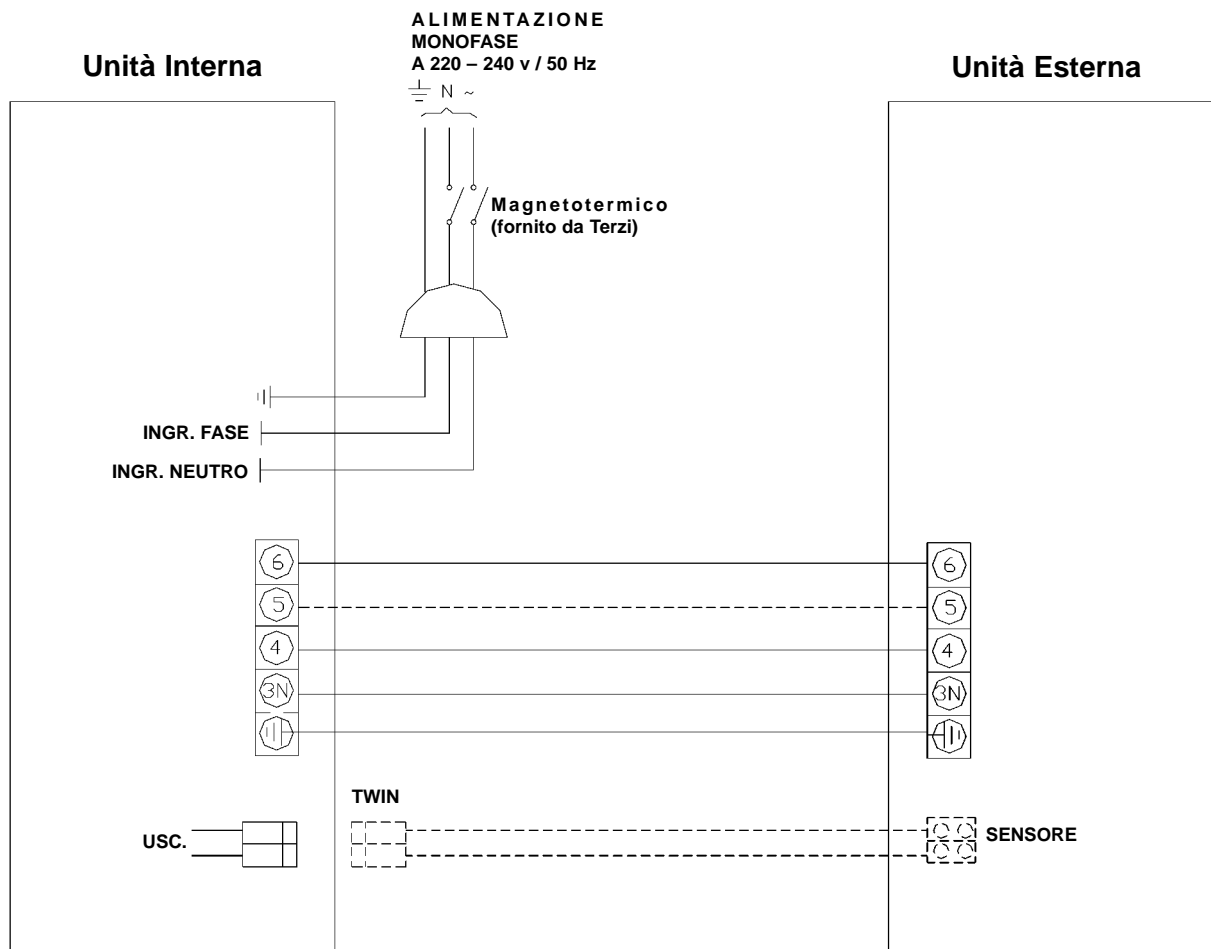 ALIMENTAZIONE
MONOFASE
A 220 – 240 v / 50 Hz
Unità Interna
Unità Esterna
N ~
Magnetotermico
(fornito da Terzi)
INGR. FASE
INGR. NEUTRO
6
6
5
5
4
4
3N
3N
TWIN
USC.
SENSORE